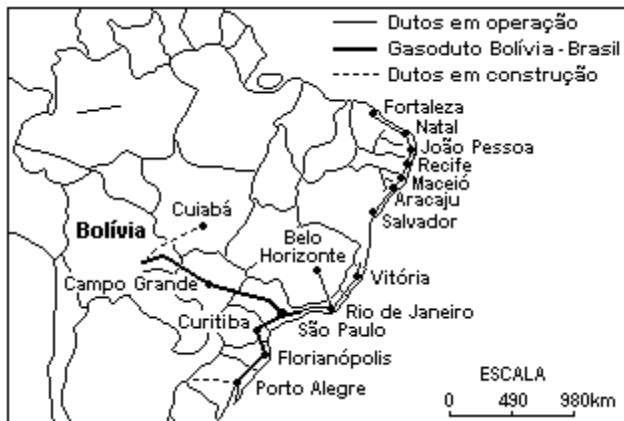 Dutos em operação
Gasoduto Bolívia - Brasil
Dutos em construção
Fortaleza
Natal
João Pessoa
Recife
Maceió
Aracaju
Salvador
Cuiabá
Bolívia
Belo
Horizonte
Vitória
Campo Grande
Rio de Janeiro
São Paulo
Curitiba
Florianópolis
Porto Alegre
ESCALA
0 490 980km